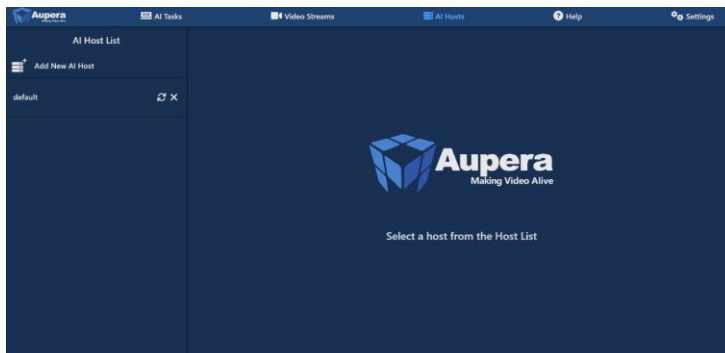 Aupera AI Tasks Video Streams AI Hosts Help Settings
AI Host List
Add New AI Host
default
Aupera
Making Video Alive
Select a host from the Host List